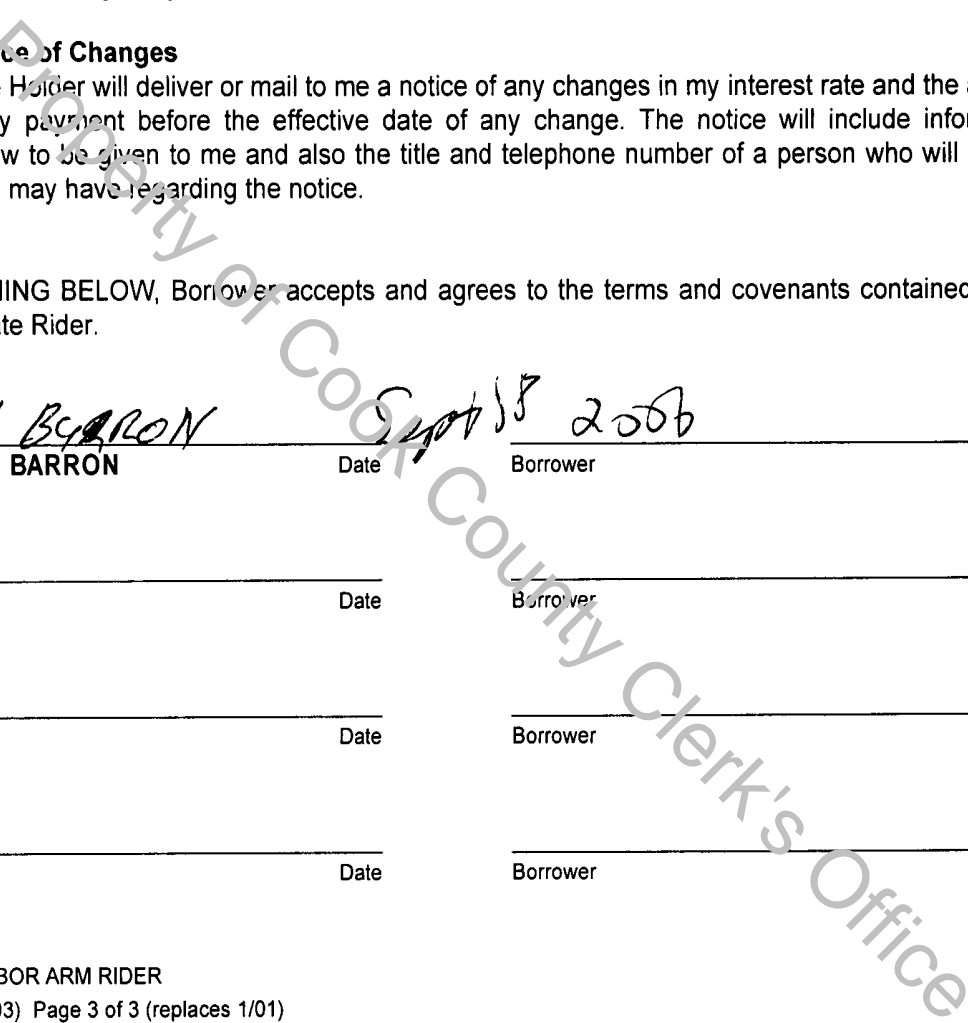 ce of Changes
Holder will deliver or mail to me a notice of any changes in my interest rate and the
y payment before the effective date of any change. The notice will include infor
w to be given to me and also the title and telephone number of a person who will
may have regarding the notice.
NING BELOW, Borrower accepts and agrees to the terms and covenants contained
te Rider.
BARRON Sept 2006
BARRON Date Borrower
Date Borrower
Date Borrower
Date Borrower
BOR ARM RIDER
03) Page 3 of 3 (replaces 1/01)
Property of Cook County Clerk's Office